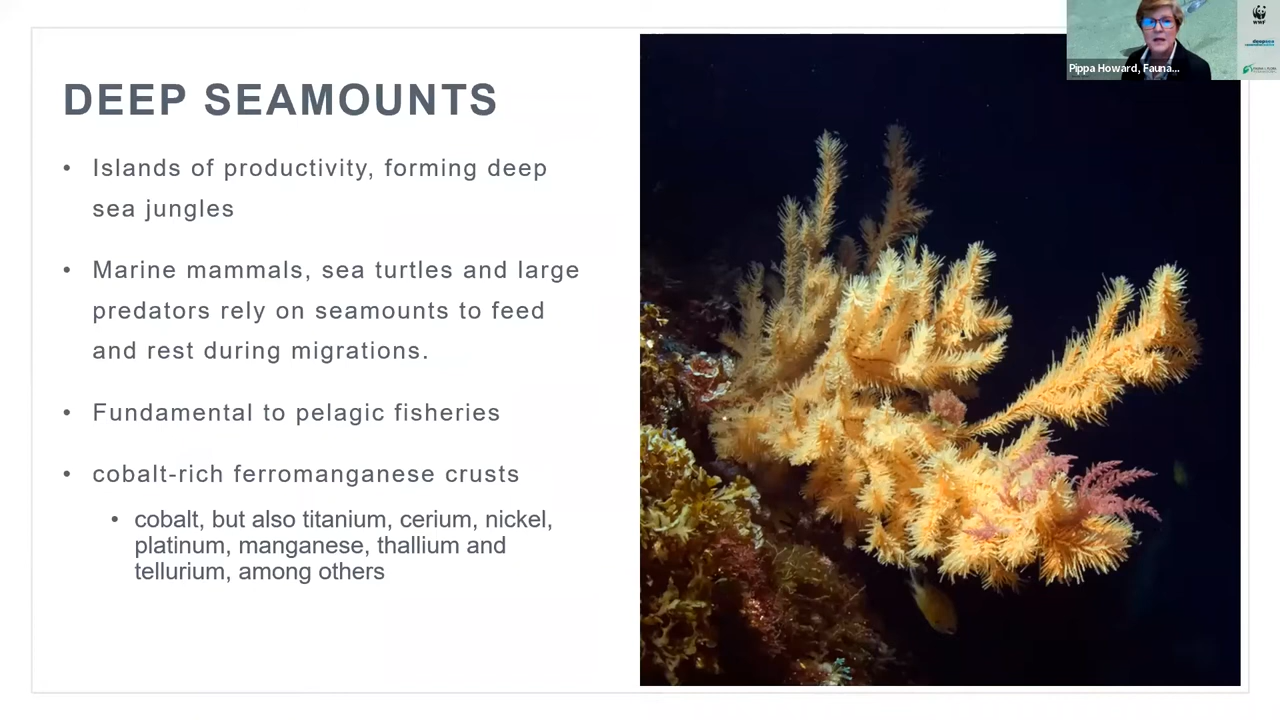 DEEP SEAMOUNTS
• Islands of productivity, forming deep
sea jungles
• Marine mammals, sea turtles and large
predators rely on seamounts to feed
and rest during migrations.
• Fundamental to pelagic fisheries
• cobalt-rich ferromanganese crusts
• cobalt, but also titanium, cerium, nickel,
platinum, manganese, thallium and
tellurium, among others
Pippa Howard, Fauna...
WWF